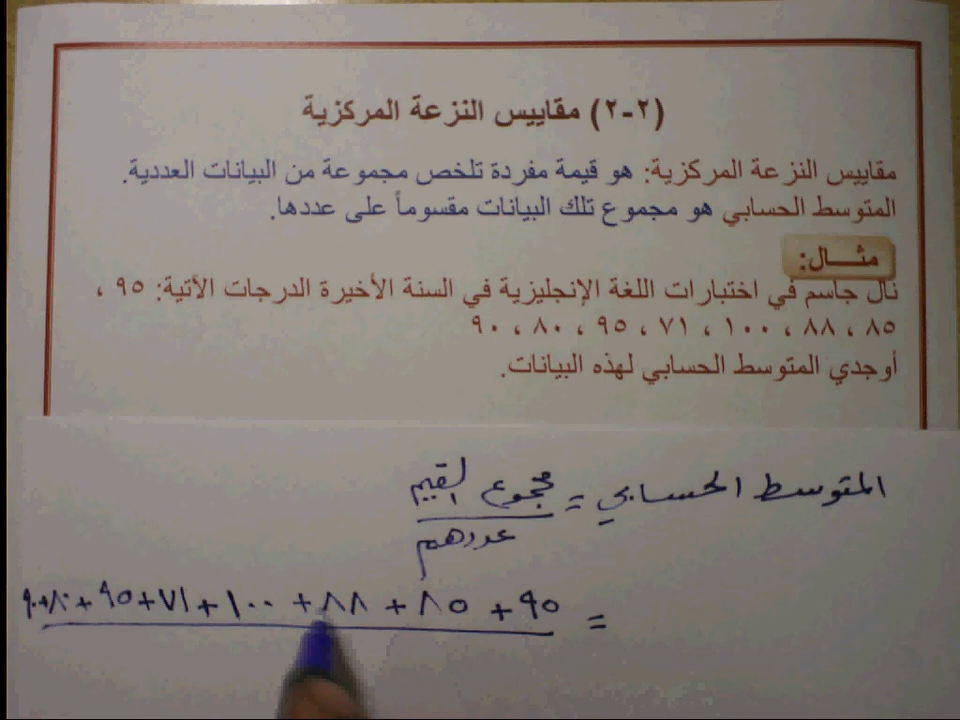 (٢-٢) مقاييس النزعة المركزية
مقاييس النزعة المركزية: هو قيمة مفردة تلخص مجموعة من البيانات العددية.
المتوسط الحسابي هو مجموع تلك البيانات مقسوماً على عددها.
مثــال:
نال جاسم في اختبارات اللغة الإنجليزية في السنة الأخيرة الدرجات الأتية: ٩٥ ،
٨٥ ، ٨٨ ، ١٠٠ ، ٧١ ، ٩٥ ، ٨٠ ، ٩٠
أوجدي المتوسط الحسابي لهذه البيانات.
المتوسط الحسابي = مجموع القيم
عددهم
= ٩٥ + ٨٥ + ٨٨ + ١٠٠ + ٧١ + ٩٥ + ٨٠ + ٩٠